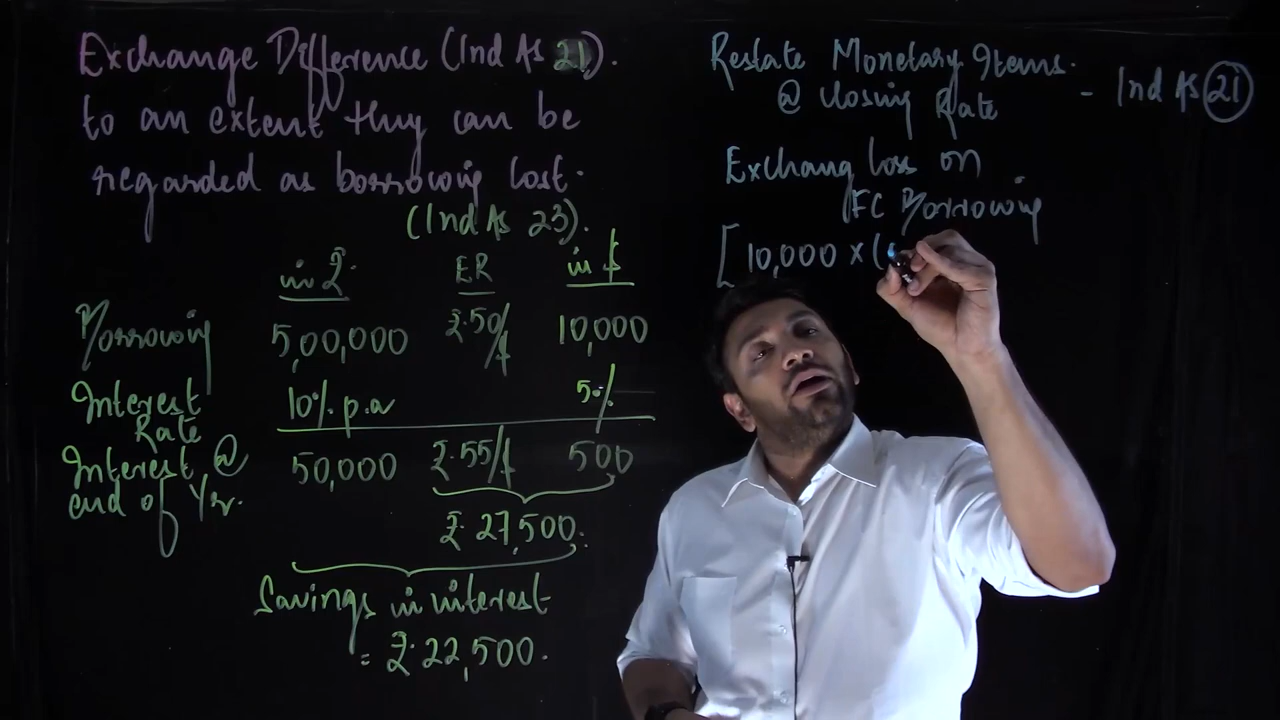 Exchange Difference (Ind As 21).
to an extent they can be
regarded as borrowing cost.
(Ind As 23).
in ₹ ER in $
Borrowing 5,00,000 ₹.50/$ 10,000
Interest Rate 10% p.a 5%
Interest @ end of Yr. 50,000 ₹.55/$ 500
₹. 27,500.
Savings in interest
= ₹.22,500.
Restate Monetary Items.
@ closing Rate - Ind As 21
Exchang loss on
FC Borrowing
[10,000 × (